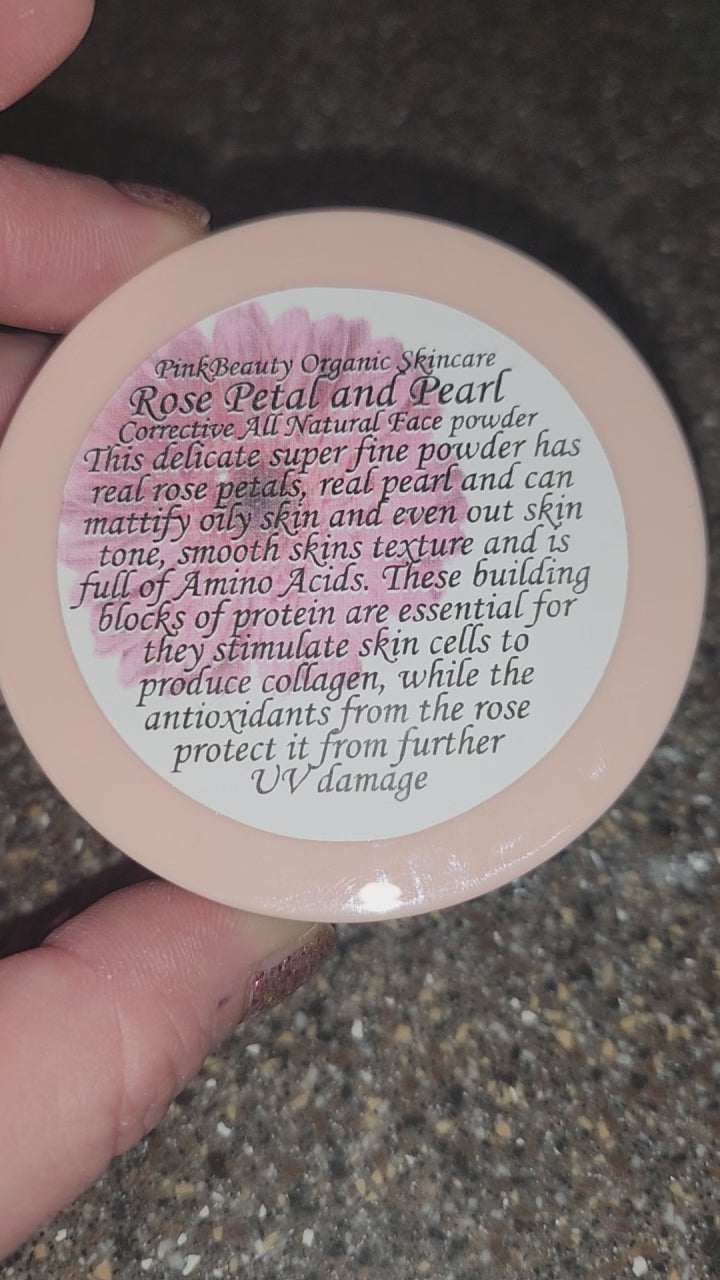 PinkBeauty Organic Skincare
Rose Petal and Pearl
Corrective All Natural Face powder
This delicate super fine powder has
real rose petals, real pearl and can
mattify oily skin and even out skin
tone, smooth skins texture and is
full of Amino Acids. These building
blocks of protein are essential for
they stimulate skin cells to
produce collagen, while the
antioxidants from the rose
protect it from further
UV damage